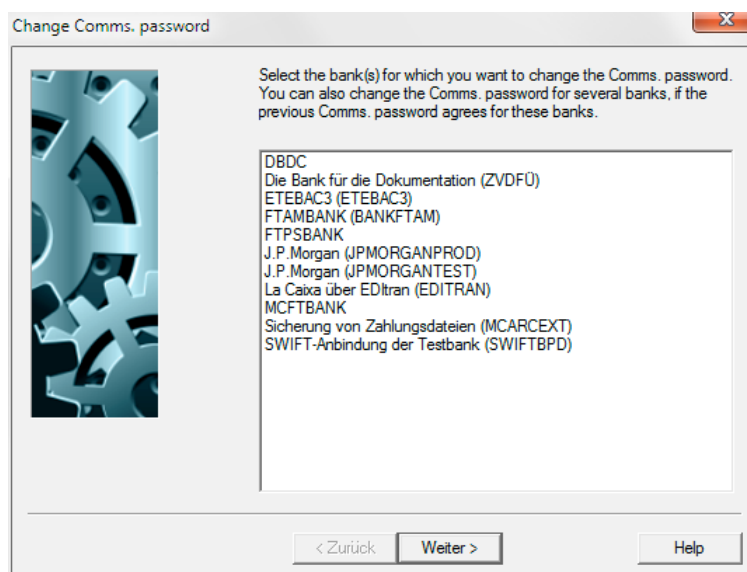 Change Comms. password
Select the bank(s) for which you want to change the Comms. password.
You can also change the Comms. password for several banks, if the
previous Comms. password agrees for these banks.
DBDC
Die Bank für die Dokumentation (ZVDFÜ)
ETEBAC3 (ETEBAC3)
FTAMBANK (BANKFTAM)
FTPSBANK
J.P.Morgan (JPMORGANPROD)
J.P.Morgan (JPMORGANTEST)
La Caixa über EDItran (EDITRAN)
MCFTBANK
Sicherung von Zahlungsdateien (MCARCEXT)
SWIFT-Anbindung der Testbank (SWIFTBPD)
< Zurück
Weiter >
Help